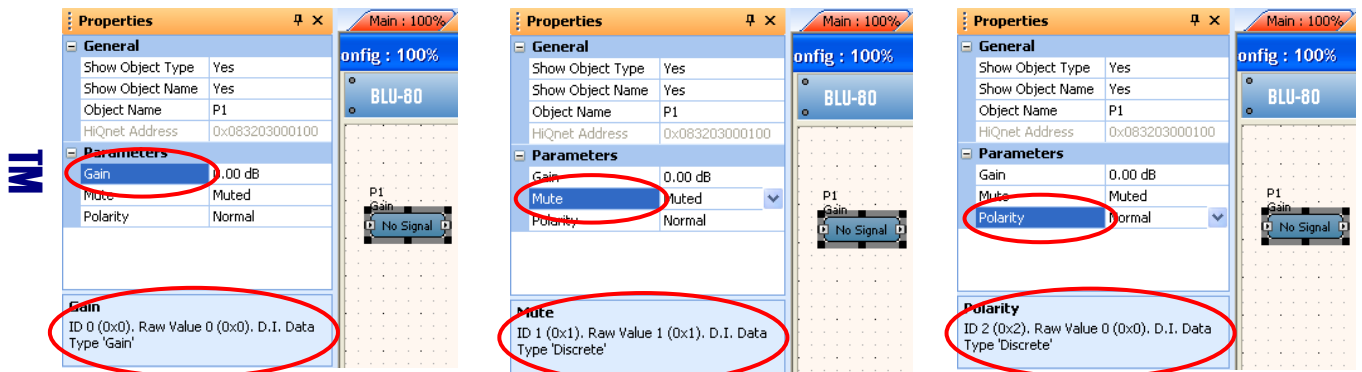 TM
Properties
Main : 100%
General
onfig : 100%
Show Object Type Yes
Show Object Name Yes
BLU-80
Object Name P1
HiQnet Address 0x083203000100
Parameters
Gain 0.00 dB
Mute Muted
Polarity Normal
P1
Gain
No Signal
Gain
ID 0 (0x0). Raw Value 0 (0x0). D.I. Data
Type 'Gain'
Properties
Main : 100%
General
onfig : 100%
Show Object Type Yes
Show Object Name Yes
BLU-80
Object Name P1
HiQnet Address 0x083203000100
Parameters
Gain 0.00 dB
Mute Muted
Polarity Normal
P1
Gain
No Signal
Mute
ID 1 (0x1). Raw Value 1 (0x1). D.I. Data
Type 'Discrete'
Properties
Main : 100%
General
onfig : 100%
Show Object Type Yes
Show Object Name Yes
BLU-80
Object Name P1
HiQnet Address 0x083203000100
Parameters
Gain 0.00 dB
Mute Muted
Polarity Normal
P1
Gain
No Signal
Polarity
ID 2 (0x2). Raw Value 0 (0x0). D.I. Data
Type 'Discrete'